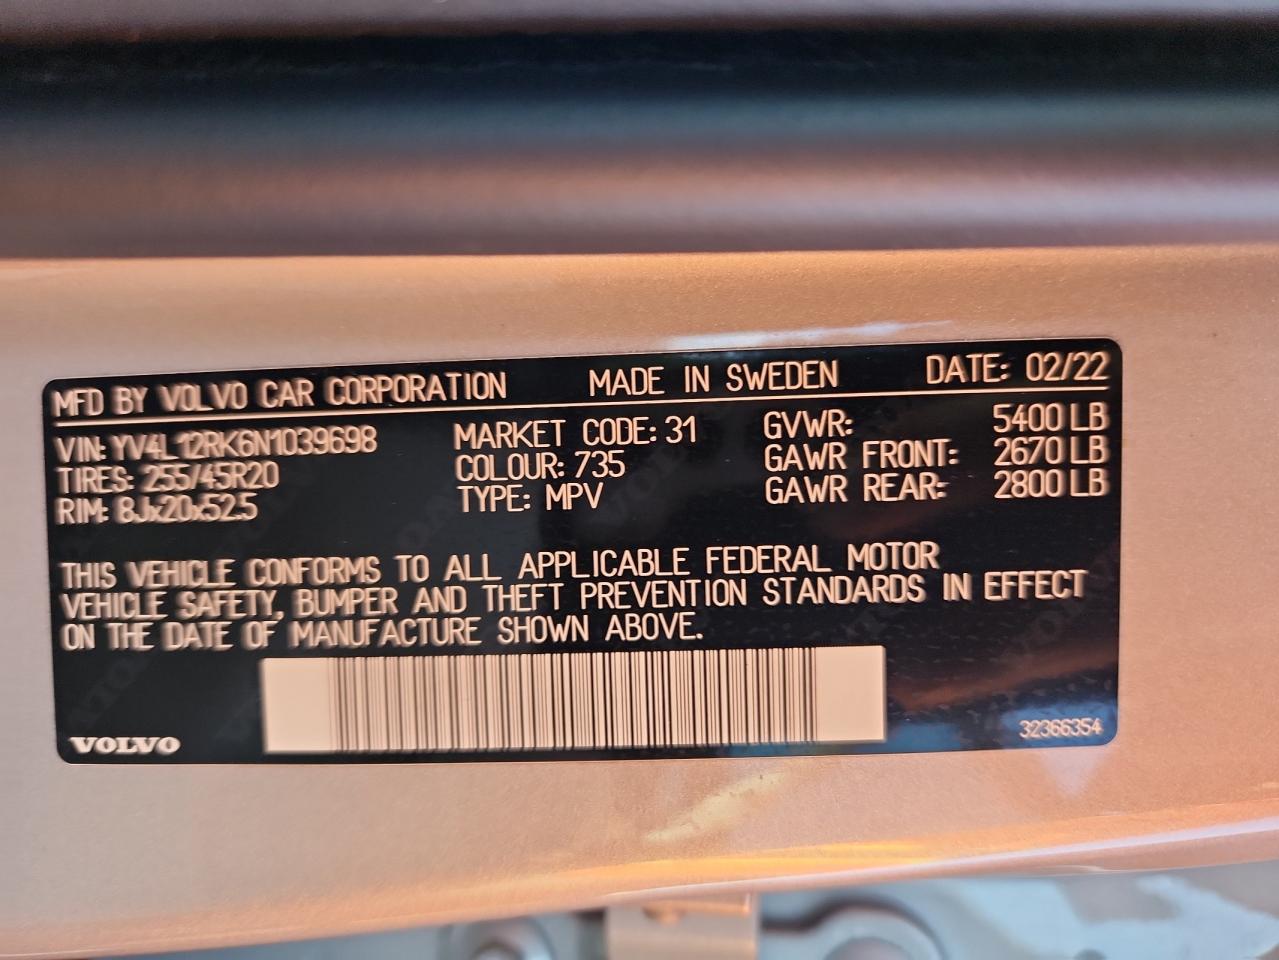 MFD BY VOLVO CAR CORPORATION MADE IN SWEDEN DATE: 02/22
VIN: YV4L12RK6N1039698 MARKET CODE: 31 GVWR: 5400 LB
TIRES: 255/45R20 COLOUR: 735 GAWR FRONT: 2670 LB
RIM: 8Jx20x52.5 TYPE: MPV GAWR REAR: 2800 LB
THIS VEHICLE CONFORMS TO ALL APPLICABLE FEDERAL MOTOR
VEHICLE SAFETY, BUMPER AND THEFT PREVENTION STANDARDS IN EFFECT
ON THE DATE OF MANUFACTURE SHOWN ABOVE.
VOLVO 32366354